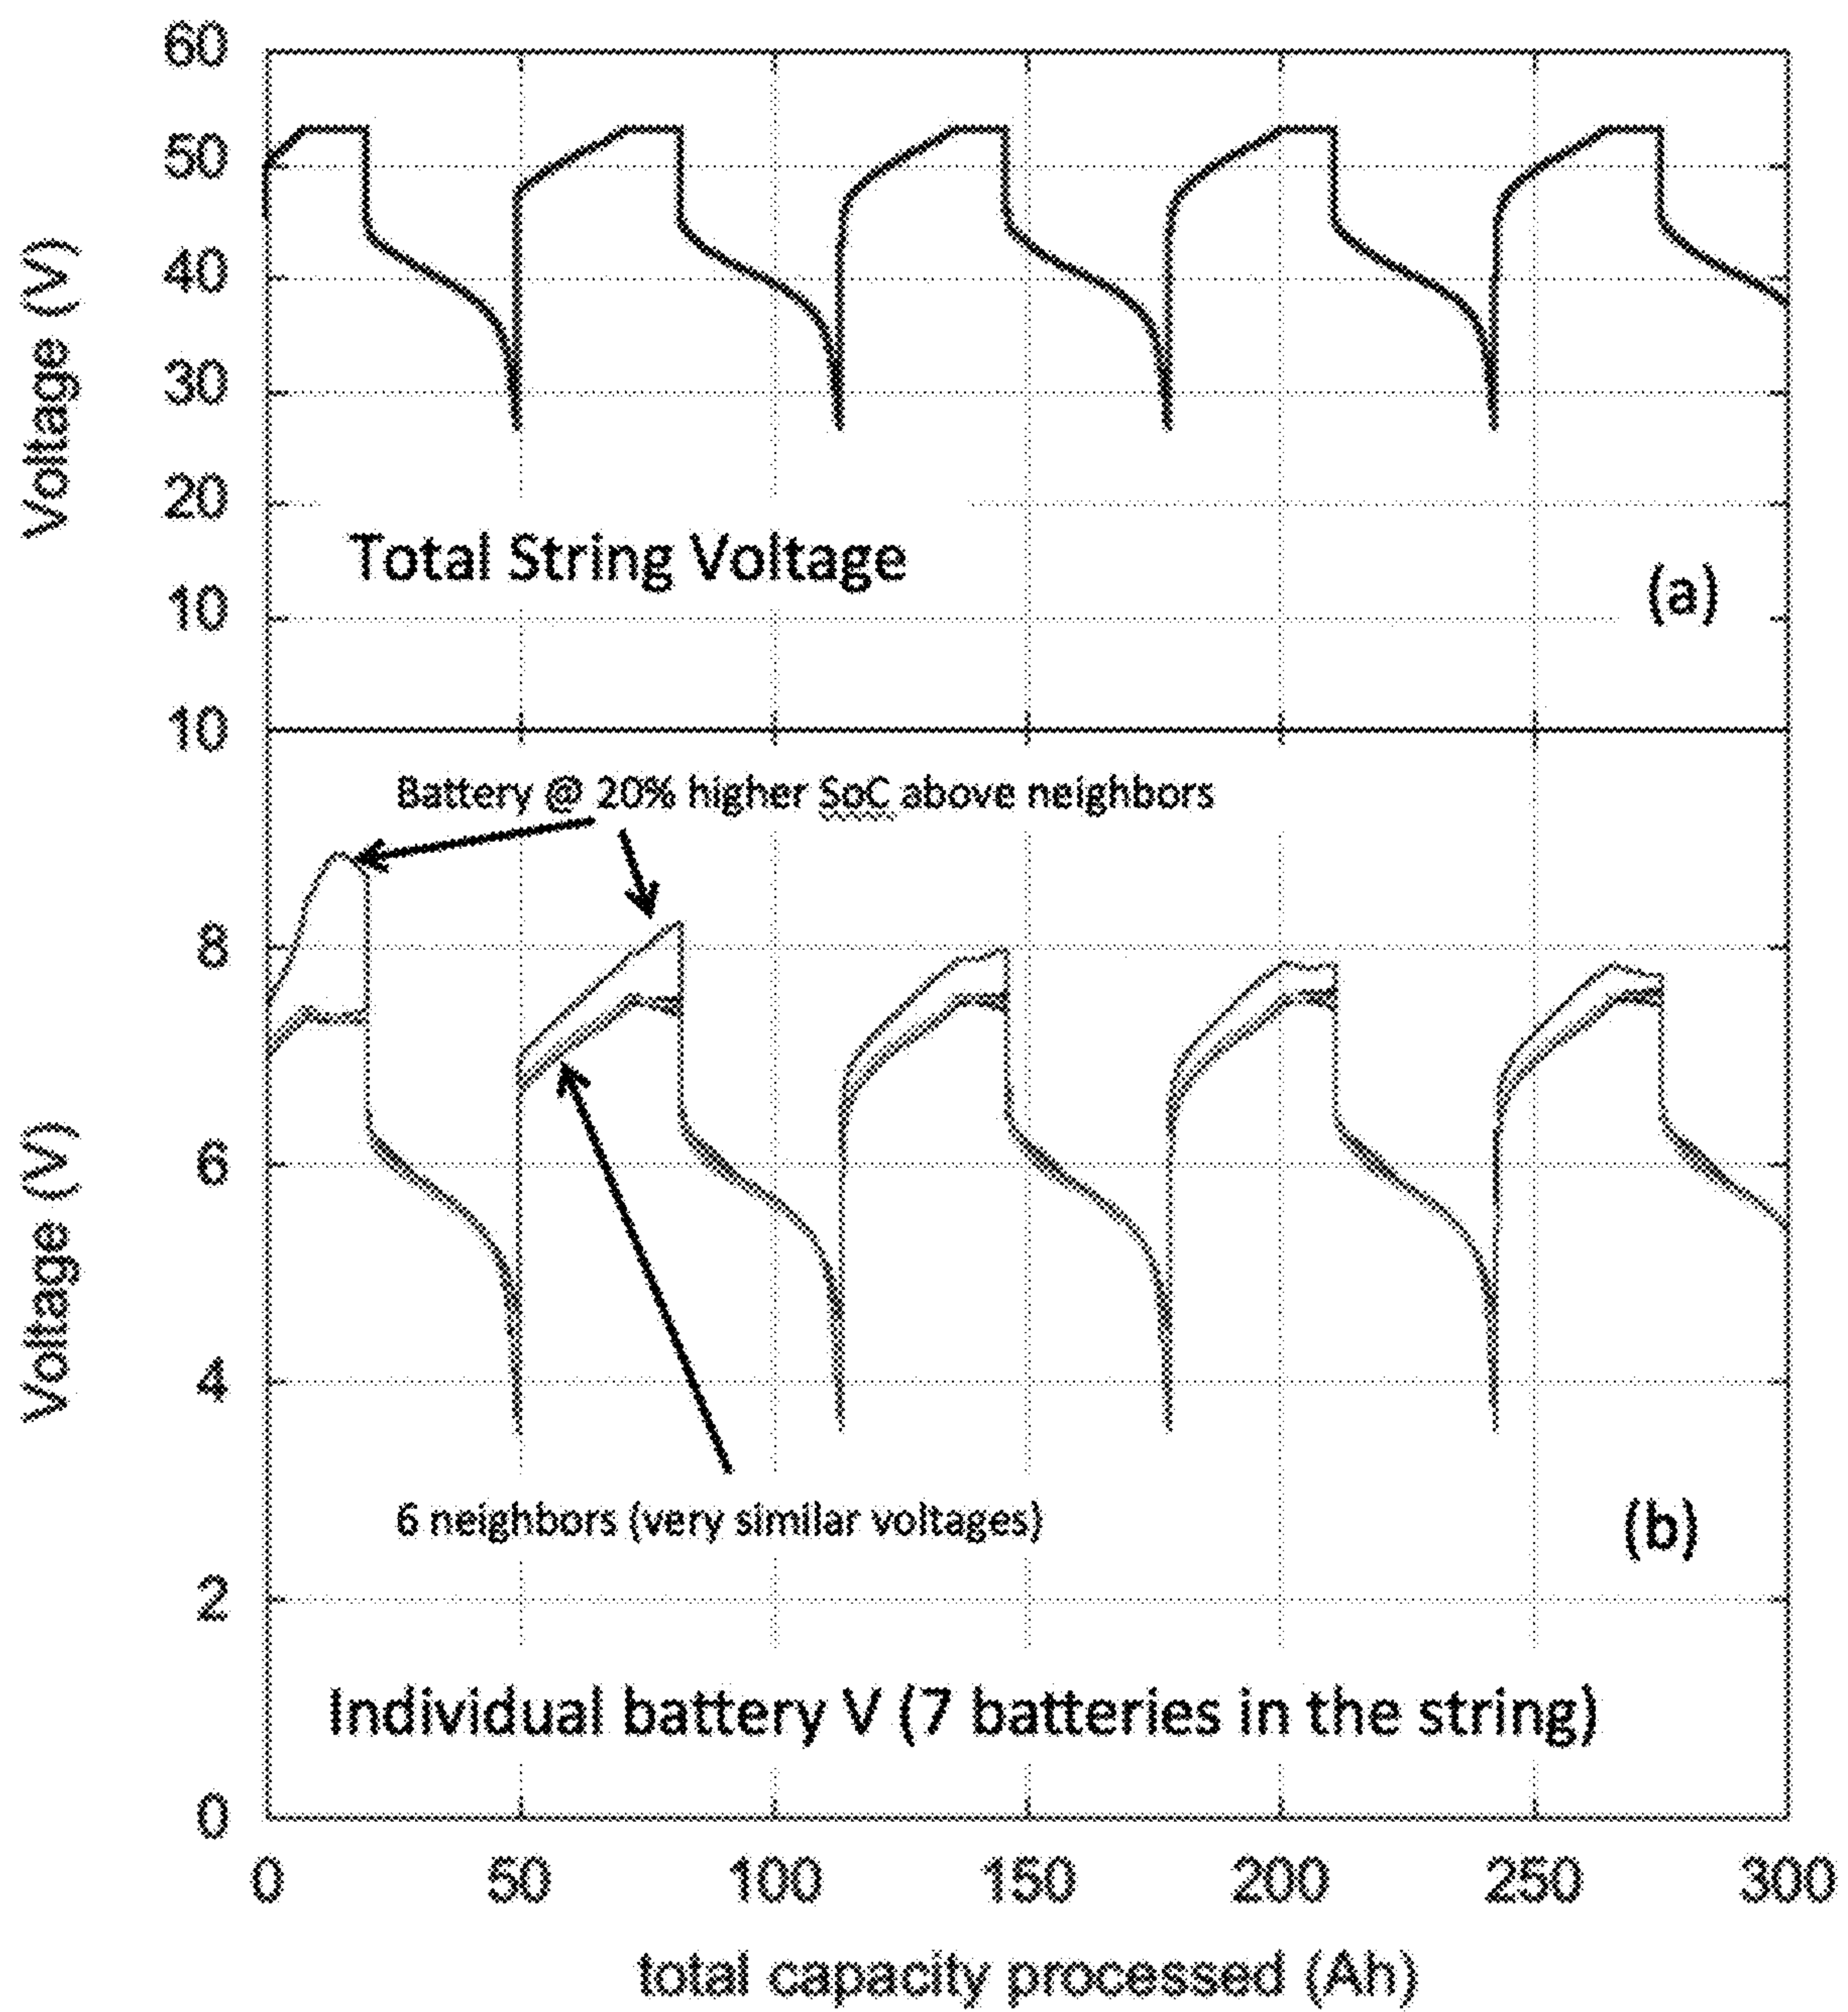 60
50
40
30
20
10
Voltage (V)
Total String Voltage
(a)
10
8
6
4
2
0
Voltage (V)
Battery @ 20% higher SoC above neighbors
6 neighbors (very similar voltages)
(b)
Individual battery V (7 batteries in the string)
0 50 100 150 200 250 300
total capacity processed (Ah)